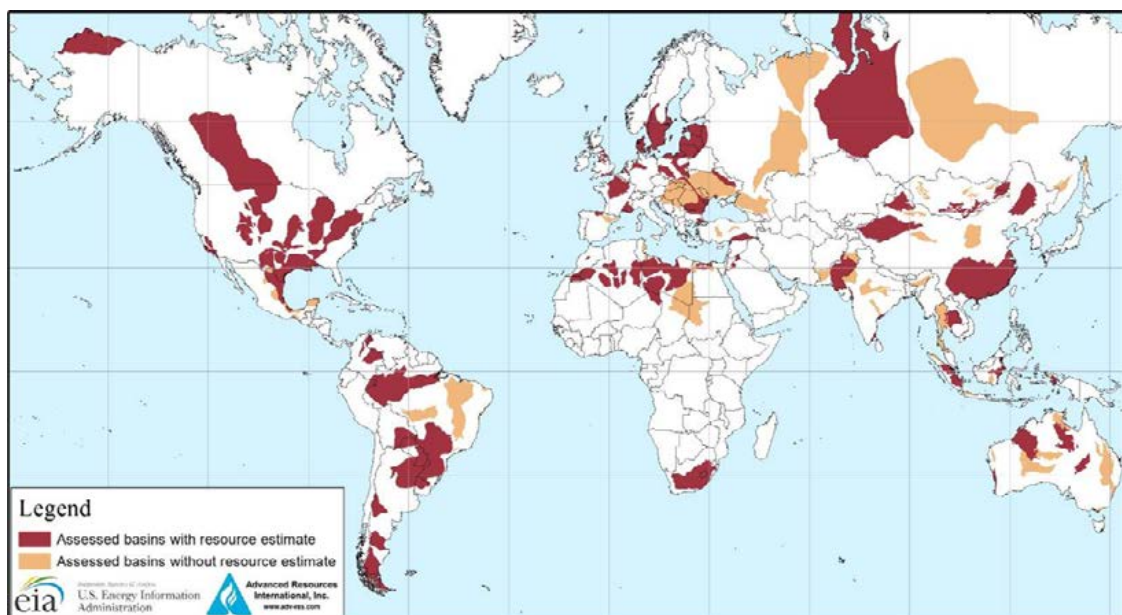 Legend
Assessed basins with resource estimate
Assessed basins without resource estimate
eia
U.S. Energy Information
Administration
Advanced Resources
International, Inc.
www.adv-res.com